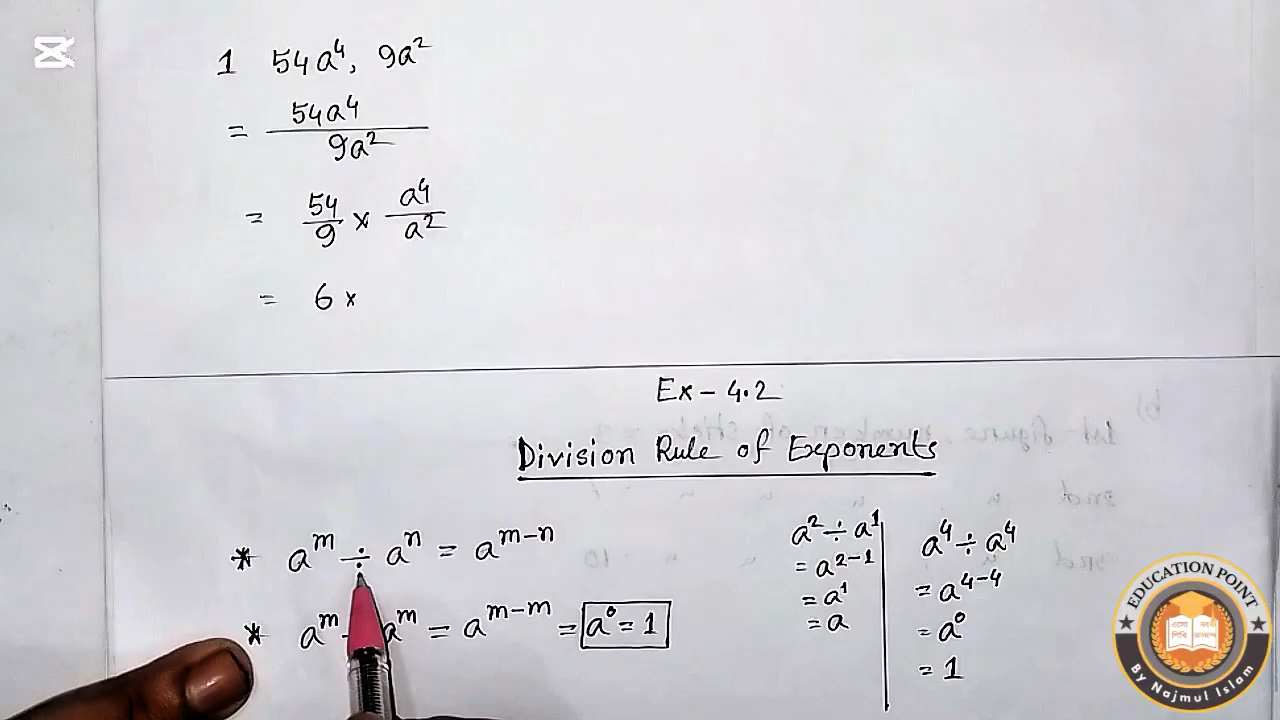 1 54a⁴, 9a²
= 54a⁴ / 9a²
= 54/9 × a⁴/a²
= 6 ×
Ex - 4.2
Division Rule of Exponents
* aᵐ ÷ aⁿ = aᵐ⁻ⁿ
* aᵐ ÷ aᵐ = aᵐ⁻ᵐ = a⁰ = 1
a² ÷ a¹
= a²⁻¹
= a¹
= a
a⁴ ÷ a⁴
= a⁴⁻⁴
= a⁰
= 1
EDUCATION POINT
By Najmul Islam